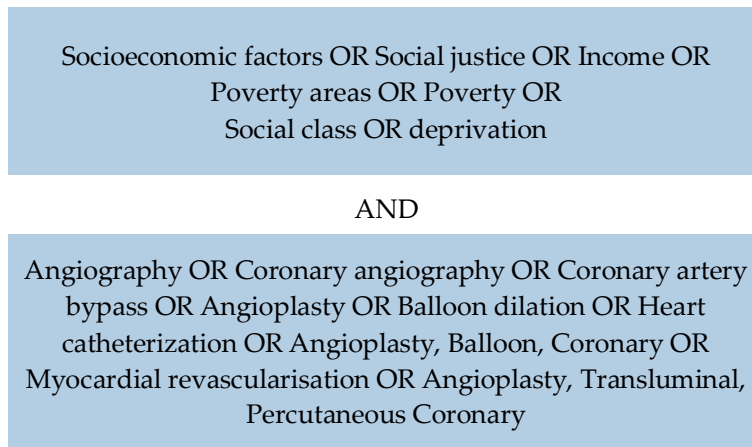 Socioeconomic factors OR Social justice OR Income OR
Poverty areas OR Poverty OR
Social class OR deprivation
AND
Angiography OR Coronary angiography OR Coronary artery
bypass OR Angioplasty OR Balloon dilation OR Heart
catheterization OR Angioplasty, Balloon, Coronary OR
Myocardial revascularisation OR Angioplasty, Transluminal,
Percutaneous Coronary